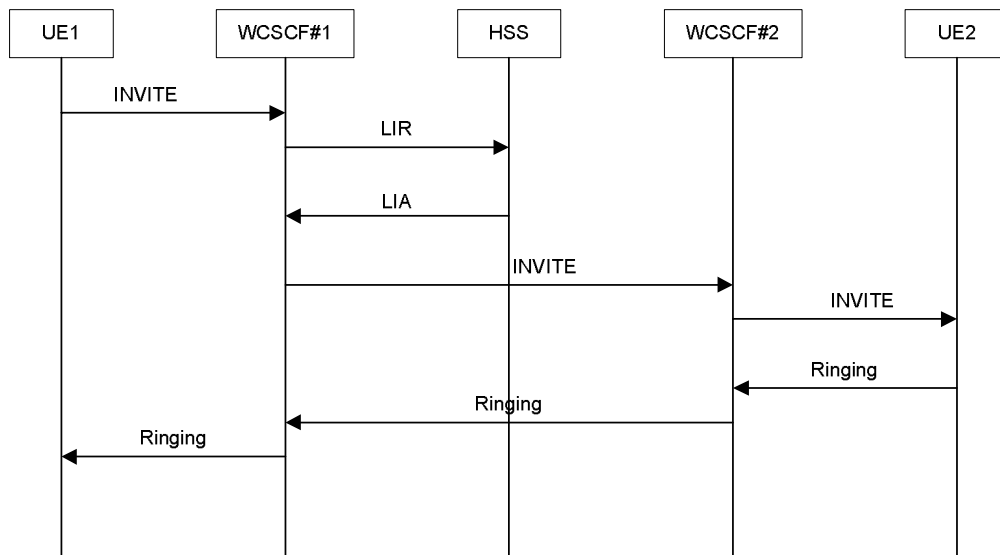 UE1
WCSCF#1
HSS
WCSCF#2
UE2
INVITE
LIR
LIA
INVITE
INVITE
Ringing
Ringing
Ringing